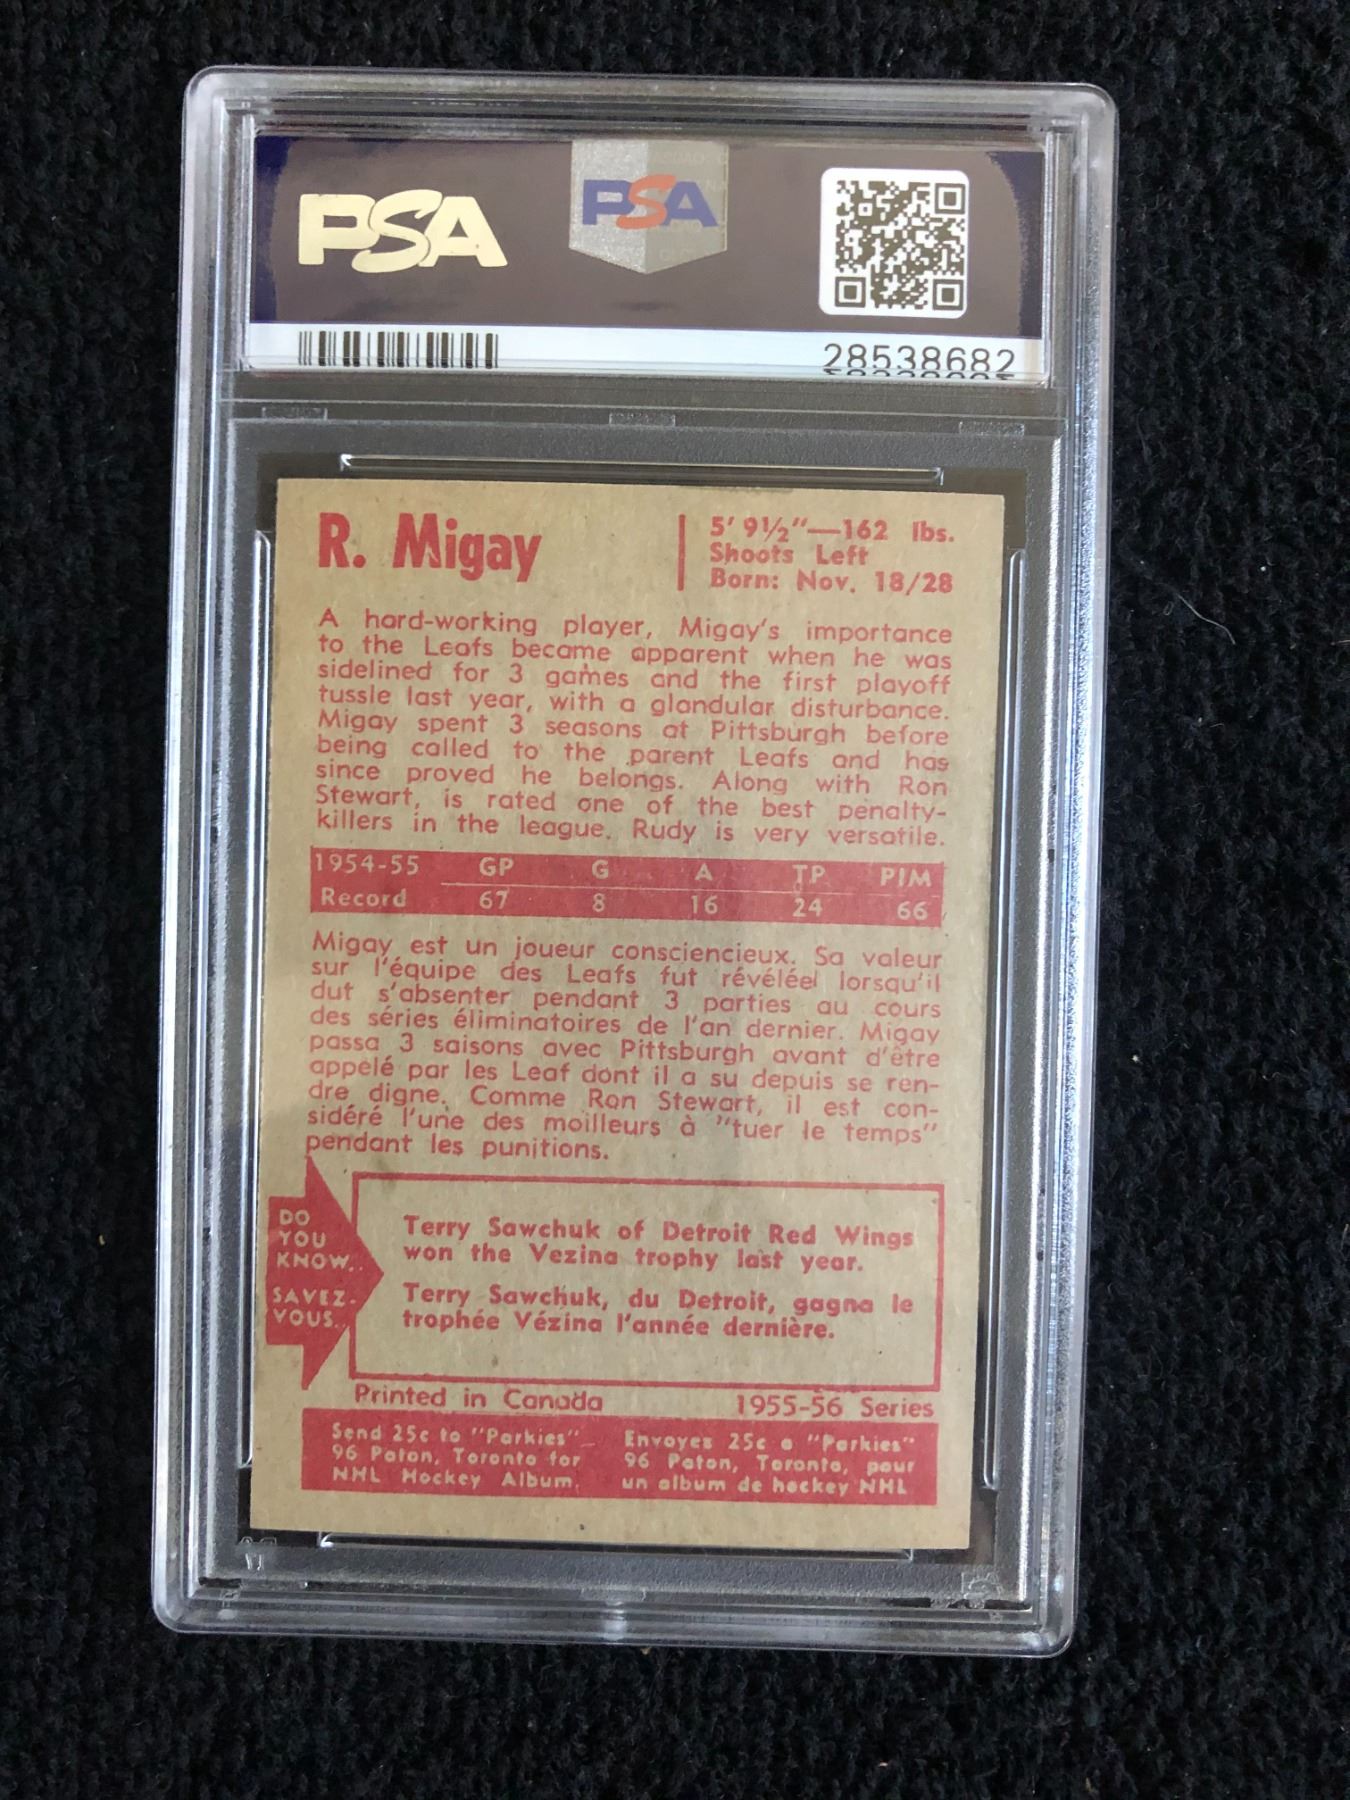 PSA
PSA
28538682
R. Migay
5' 9½"—162 lbs.
Shoots Left
Born: Nov. 18/28
A hard-working player, Migay's importance
to the Leafs became apparent when he was
sidelined for 3 games and the first playoff
tussle last year, with a glandular disturbance.
Migay spent 3 seasons at Pittsburgh before
being called to the parent Leafs and has
since proved he belongs. Along with Ron
Stewart, is rated one of the best penalty-
killers in the league. Rudy is very versatile.
1954-55 GP G A TP PIM
Record 67 8 16 24 66
Migay est un joueur consciencieux. Sa valeur
sur l'équipe des Leafs fut révéléel lorsqu'il
dut s'absenter pendant 3 parties au cours
des séries éliminatoires de l'an dernier. Migay
passa 3 saisons avec Pittsburgh avant d'être
appelé par les Leaf dont il a su depuis se ren-
dre digne. Comme Ron Stewart, il est con-
sidéré l'une des moilleurs à "tuer le temps"
pendant les punitions.
DO
YOU
KNOW..
SAVEZ-
VOUS..
Terry Sawchuk of Detroit Red Wings
won the Vezina trophy last year.
Terry Sawchuk, du Detroit, gagna le
trophée Vézina l'année dernière.
Printed in Canada 1955-56 Series
Send 25c to "Parkies"
96 Paton, Toronto for
NHL Hockey Album.
Envoyez 25c a "Parkies"
96 Paton, Toronto, pour
un album de hockey NHL